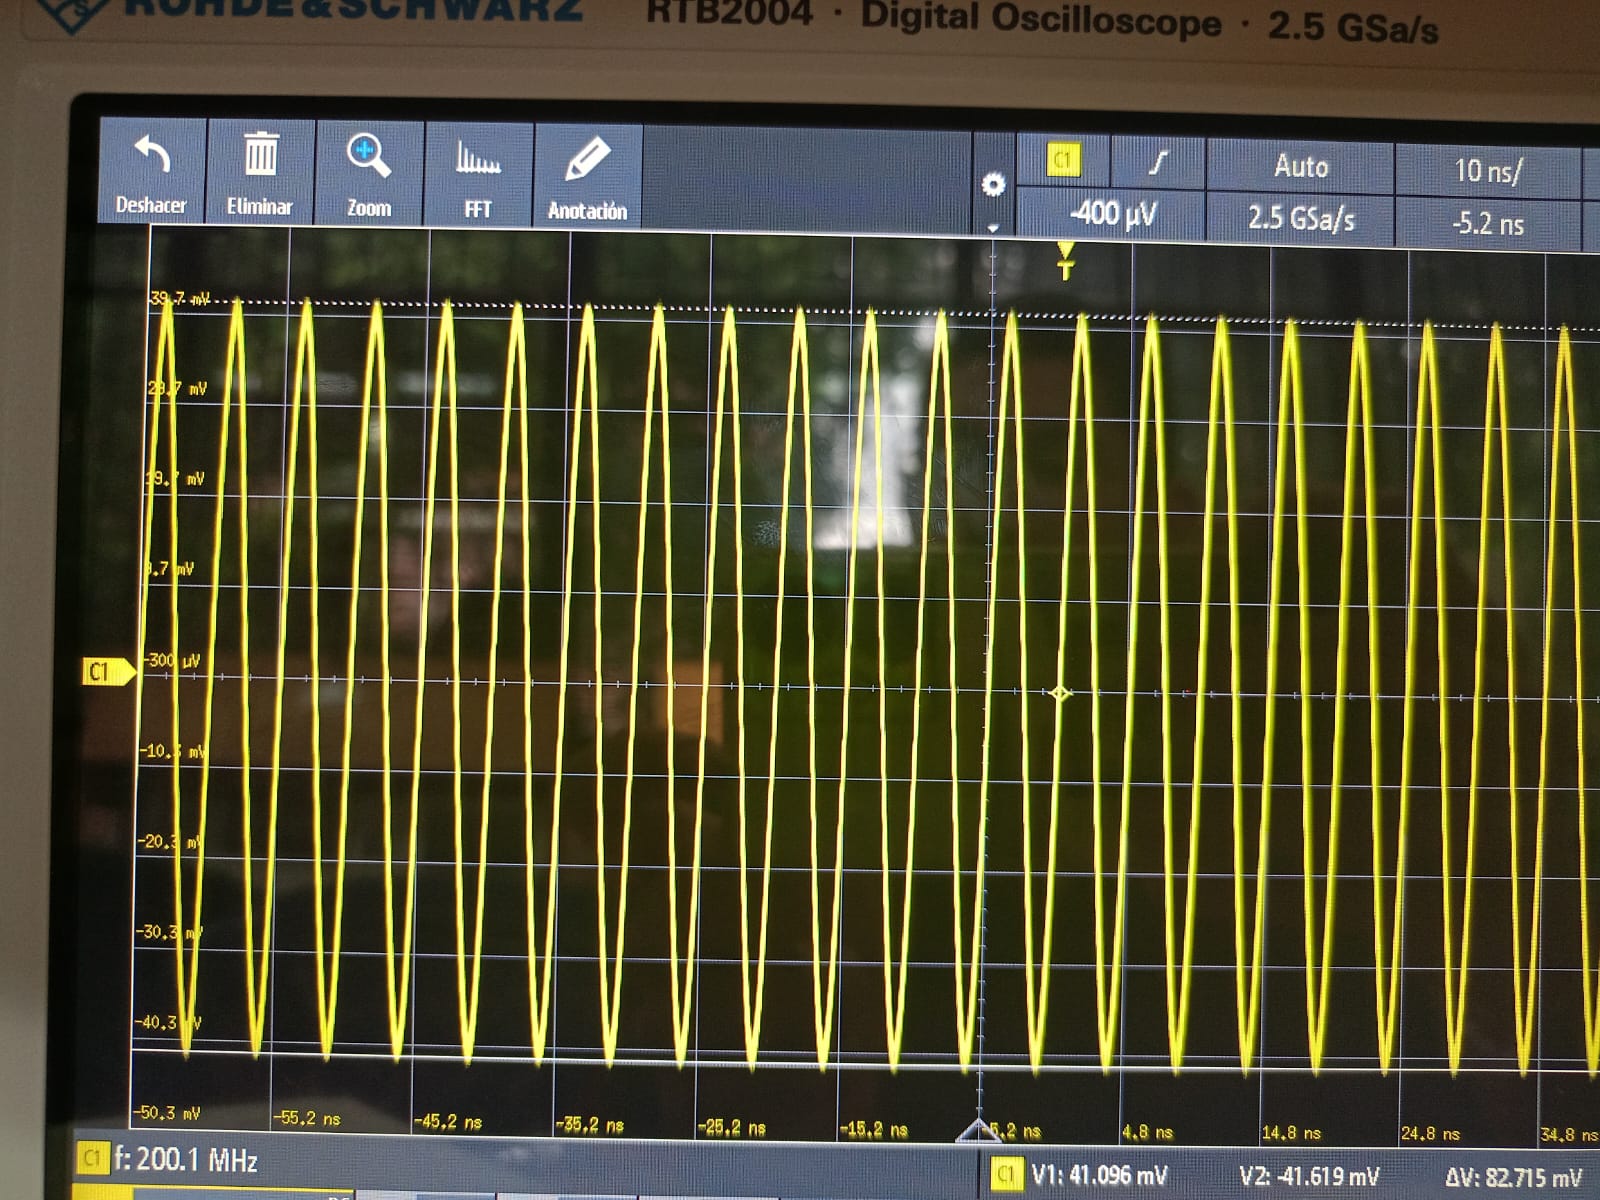 ROHDE & SCHWARZ RTB2004 · Digital Oscilloscope · 2.5 GSa/s
Deshacer Eliminar Zoom FFT Anotación
C1 Auto 10 ns/
-400 µV 2.5 GSa/s -5.2 ns
T
39.7 mV
29.7 mV
19.7 mV
9.7 mV
C1 -300 µV
-10.3 mV
-20.3 mV
-30.3 mV
-40.3 mV
-50.3 mV
-55.2 ns -45.2 ns -35.2 ns -25.2 ns -15.2 ns -5.2 ns 4.8 ns 14.8 ns 24.8 ns 34.8 ns
C1 f: 200.1 MHz C1 V1: 41.096 mV V2: -41.619 mV ΔV: 82.715 mV